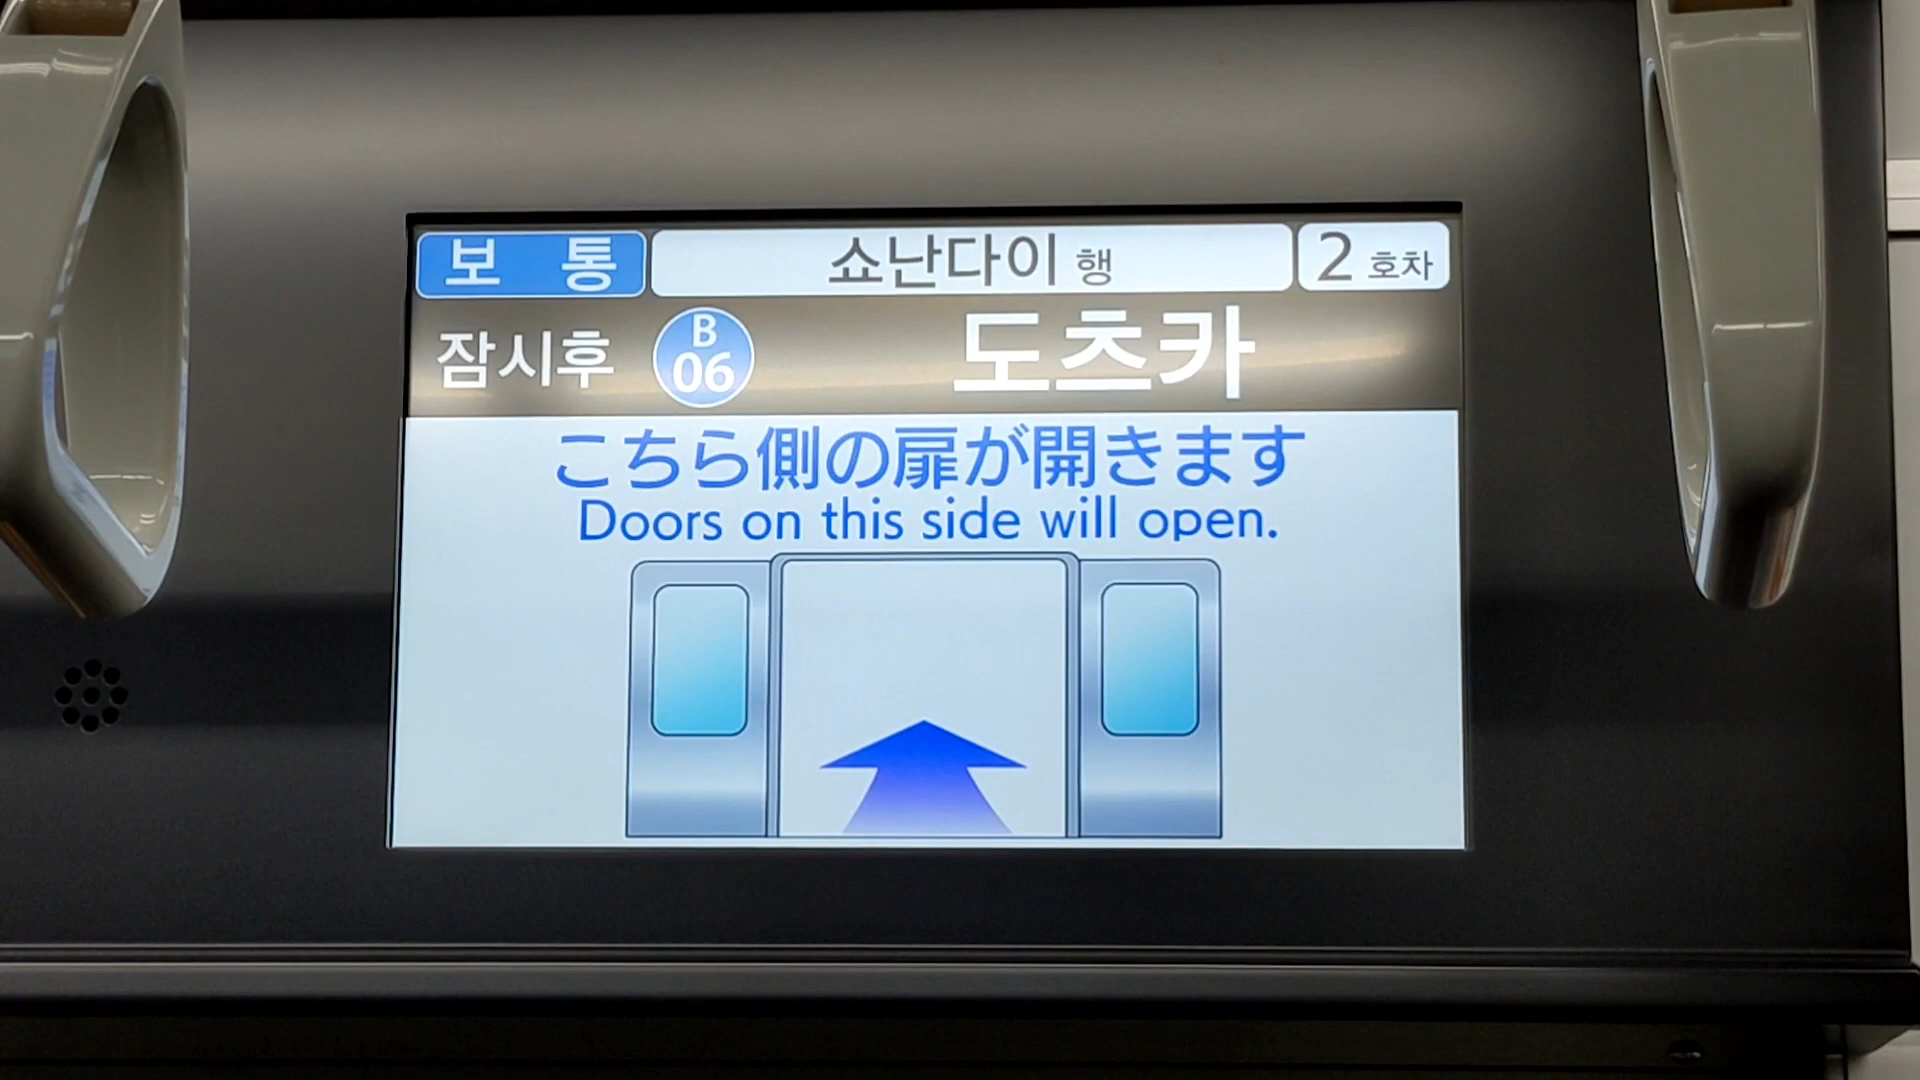 보 통 쇼난다이 행 2 호차
잠시후 B 06 도츠카
こちら側の扉が開きます
Doors on this side will open.